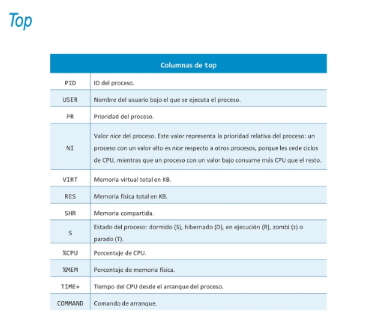 Top
Columnas de top
PID ID del proceso.
USER Nombre del usuario bajo el que se ejecuta el proceso.
PR Prioridad del proceso.
Valor nice del proceso. Este valor representa la prioridad relativa del proceso: un
NI proceso con un valor alto es nice respecto a otros procesos, porque les cede ciclos
de CPU, mientras que un proceso con un valor bajo consume más CPU que el resto.
VIRT Memoria virtual total en KB.
RES Memoria física total en KB.
SHR Memoria compartida.
S Estado del proceso: dormido (S), hibernado (D), en ejecución (R), zombi (z) o
parado (T).
%CPU Porcentaje de CPU.
%MEM Porcentaje de memoria física.
TIME+ Tiempo del CPU desde el arranque del proceso.
COMMAND Comando de arranque.